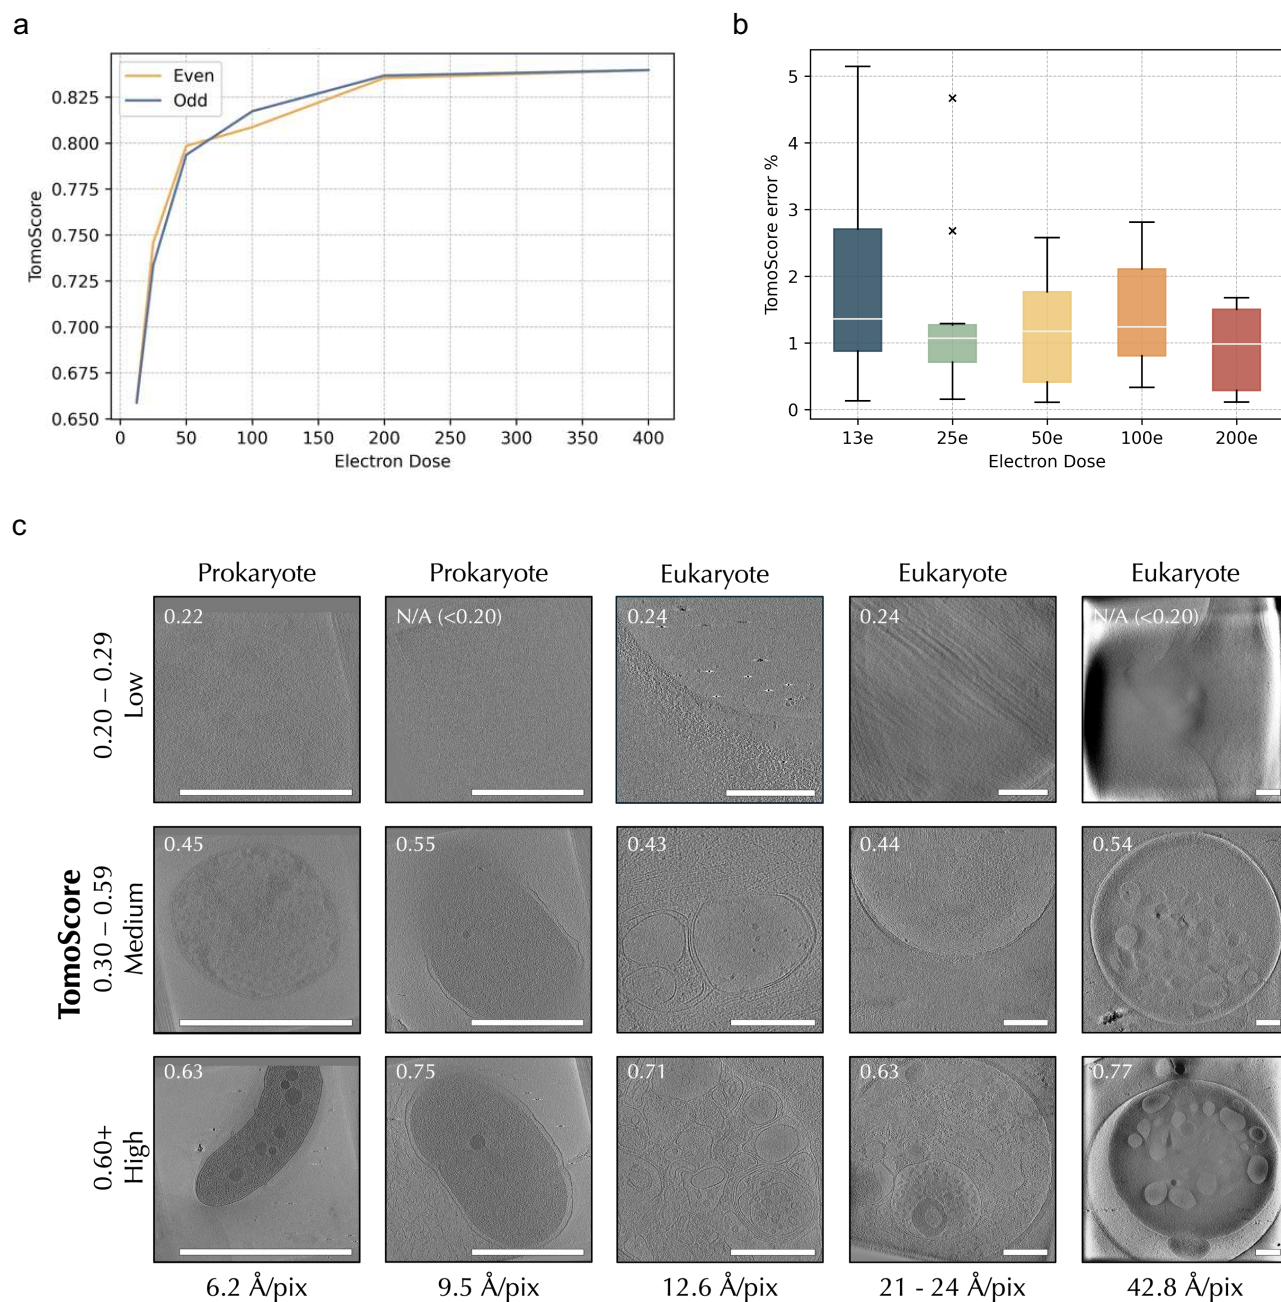 a
Even
Odd
0.825
0.800
0.775
0.750
0.725
0.700
0.675
0.650
TomoScore
0 50 100 150 200 250 300 350 400
Electron Dose
b
5
4
3
2
1
0
TomoScore error %
13e 25e 50e 100e 200e
Electron Dose
c
Prokaryote Prokaryote Eukaryote Eukaryote Eukaryote
TomoScore
0.20 – 0.29
Low
0.22 N/A (<0.20) 0.24 0.24 N/A (<0.20)
0.30 – 0.59
Medium
0.45 0.55 0.43 0.44 0.54
0.60+
High
0.63 0.75 0.71 0.63 0.77
6.2 Å/pix 9.5 Å/pix 12.6 Å/pix 21 - 24 Å/pix 42.8 Å/pix